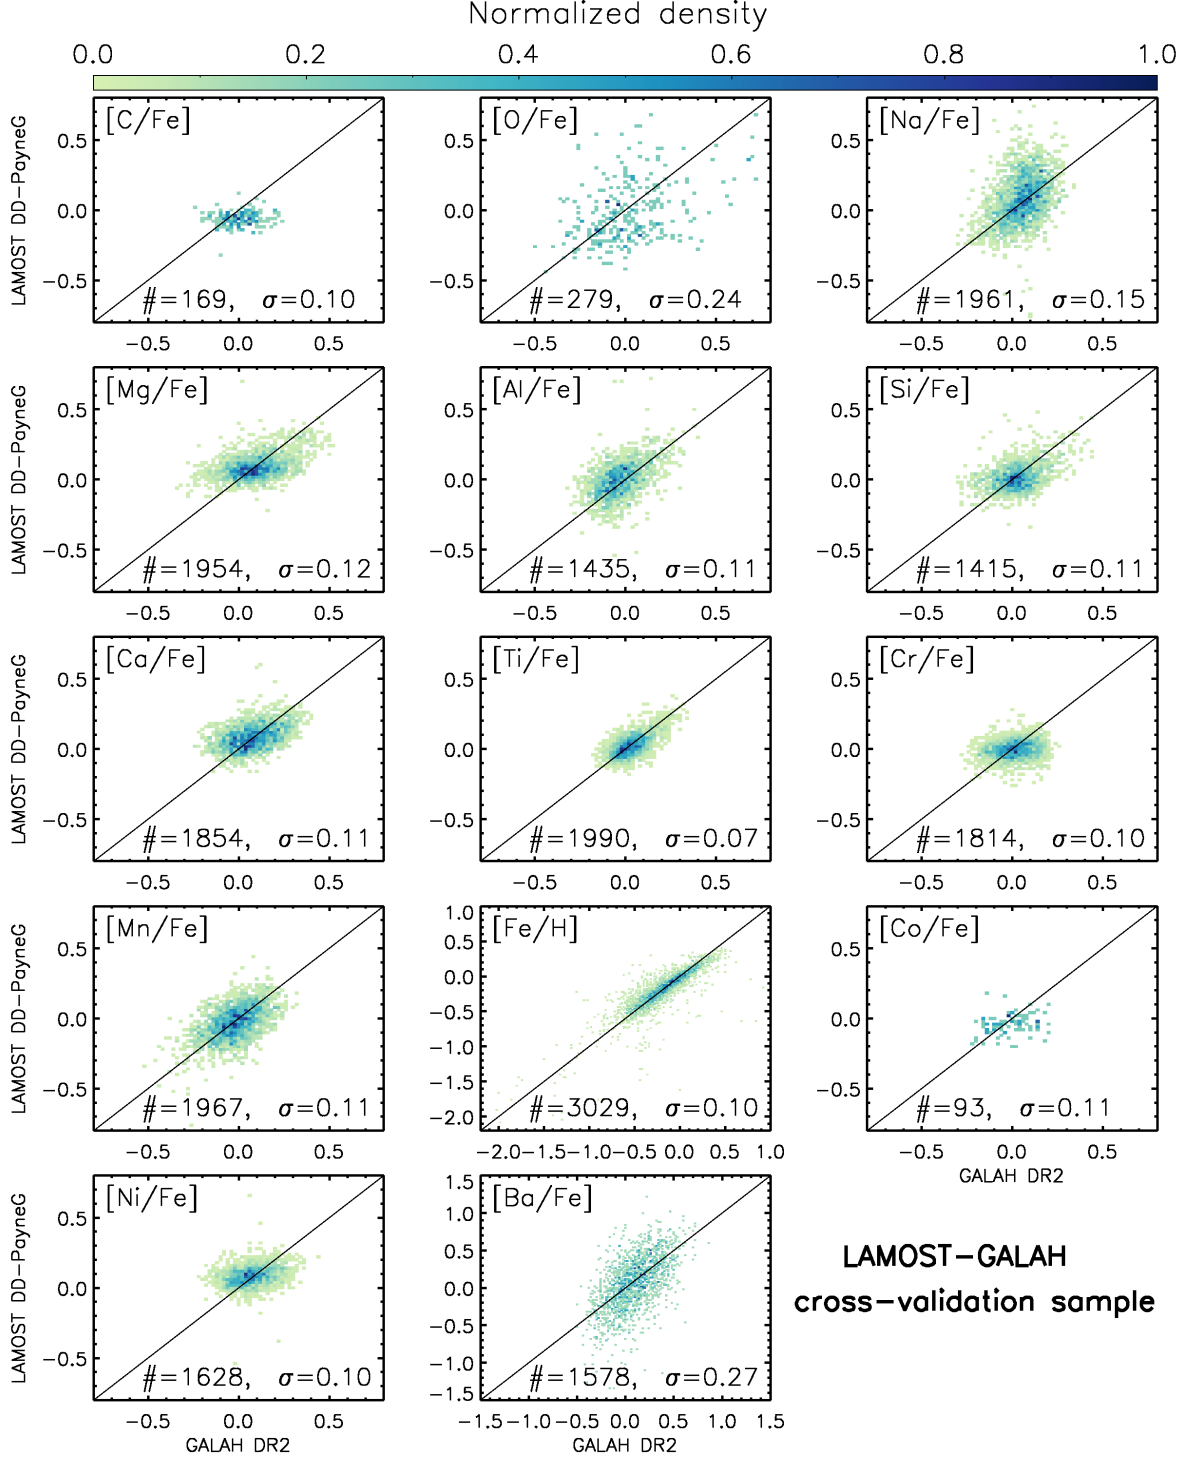 Normalized density
0.0 0.2 0.4 0.6 0.8 1.0
LAMOST DD-PayneG
0.5
0.0
-0.5
[C/Fe]
#=169, σ=0.10
-0.5 0.0 0.5
0.5
0.0
-0.5
[O/Fe]
#=279, σ=0.24
-0.5 0.0 0.5
0.5
0.0
-0.5
[Na/Fe]
#=1961, σ=0.15
-0.5 0.0 0.5
LAMOST DD-PayneG
0.5
0.0
-0.5
[Mg/Fe]
#=1954, σ=0.12
-0.5 0.0 0.5
0.5
0.0
-0.5
[Al/Fe]
#=1435, σ=0.11
-0.5 0.0 0.5
0.5
0.0
-0.5
[Si/Fe]
#=1415, σ=0.11
-0.5 0.0 0.5
LAMOST DD-PayneG
0.5
0.0
-0.5
[Ca/Fe]
#=1854, σ=0.11
-0.5 0.0 0.5
0.5
0.0
-0.5
[Ti/Fe]
#=1990, σ=0.07
-0.5 0.0 0.5
0.5
0.0
-0.5
[Cr/Fe]
#=1814, σ=0.10
-0.5 0.0 0.5
LAMOST DD-PayneG
0.5
0.0
-0.5
[Mn/Fe]
#=1967, σ=0.11
-0.5 0.0 0.5
1.0
0.5
0.0
-0.5
-1.0
-1.5
-2.0
[Fe/H]
#=3029, σ=0.10
-2.0 -1.5 -1.0 -0.5 0.0 0.5 1.0
0.5
0.0
-0.5
[Co/Fe]
#=93, σ=0.11
-0.5 0.0 0.5
GALAH DR2
LAMOST DD-PayneG
0.5
0.0
-0.5
[Ni/Fe]
#=1628, σ=0.10
-0.5 0.0 0.5
GALAH DR2
1.5
1.0
0.5
0.0
-0.5
-1.0
-1.5
[Ba/Fe]
#=1578, σ=0.27
-1.5 -1.0 -0.5 0.0 0.5 1.0 1.5
GALAH DR2
LAMOST-GALAH
cross-validation sample